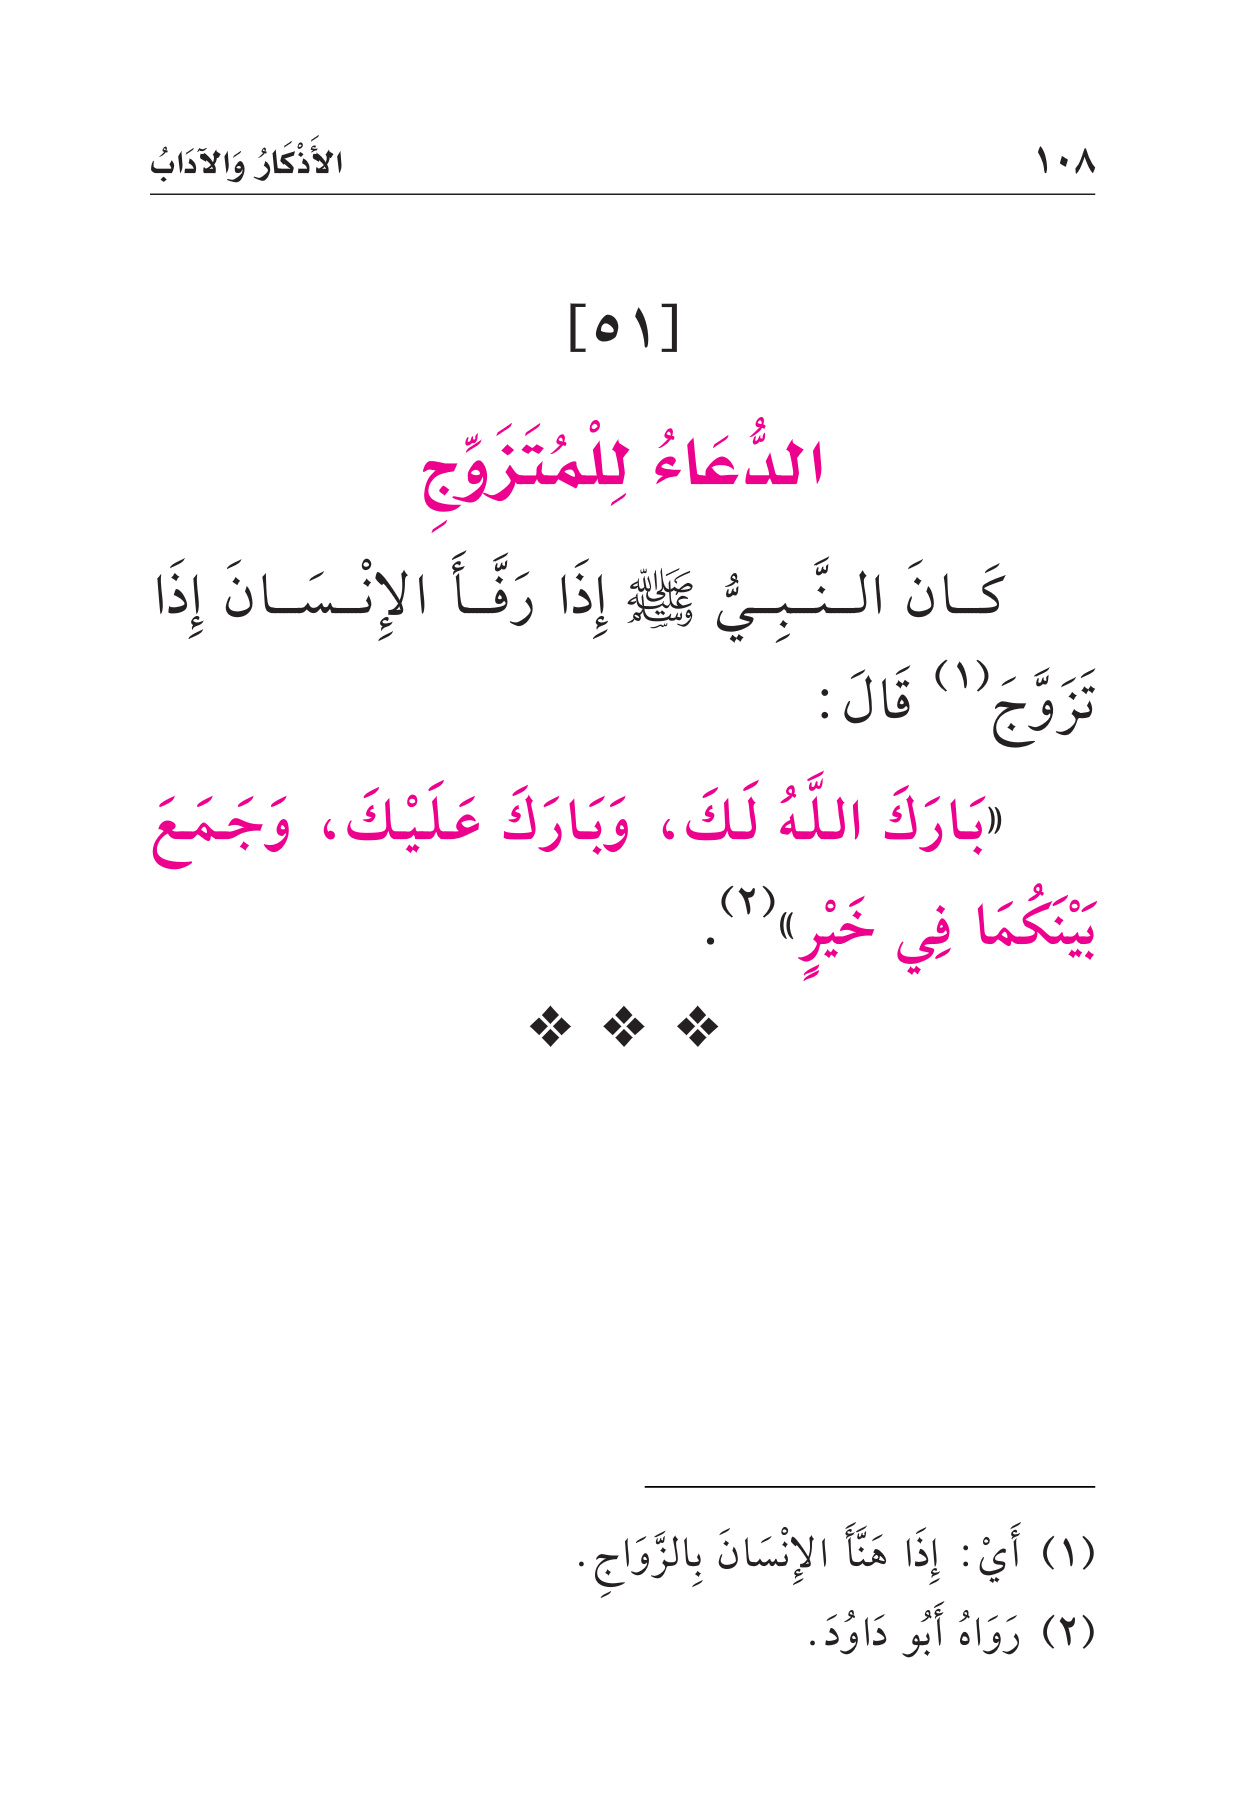 ١٠٨ الأَذْكَارُ وَالآدَابُ
[٥١]
الدُّعَاءُ لِلْمُتَزَوِّجِ
كَانَ النَّبِيُّ ﷺ إِذَا رَفَّأَ الإِنْسَانَ إِذَا
تَزَوَّجَ(١) قَالَ:
«بَارَكَ اللَّهُ لَكَ، وَبَارَكَ عَلَيْكَ، وَجَمَعَ
بَيْنَكُمَا فِي خَيْرٍ»(٢).
(١) أَيْ: إِذَا هَنَّأَ الإِنْسَانَ بِالزَّوَاجِ.
(٢) رَوَاهُ أَبُو دَاوُدَ.